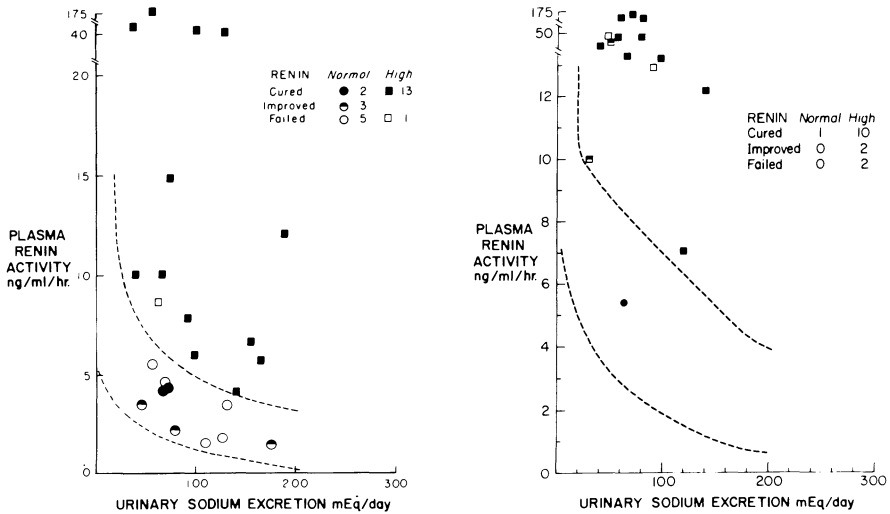 175
40
20
15
10
5
0
RENIN Normal High
Cured 2 13
Improved 3
Failed 5 1
PLASMA
RENIN
ACTIVITY
ng/ml/hr.
100 200 300
URINARY SODIUM EXCRETION mEq/day
175
50
12
10
8
6
4
2
0
RENIN Normal High
Cured 1 10
Improved 0 2
Failed 0 2
PLASMA
RENIN
ACTIVITY
ng/ml/hr.
100 200 300
URINARY SODIUM EXCRETION mEq/day